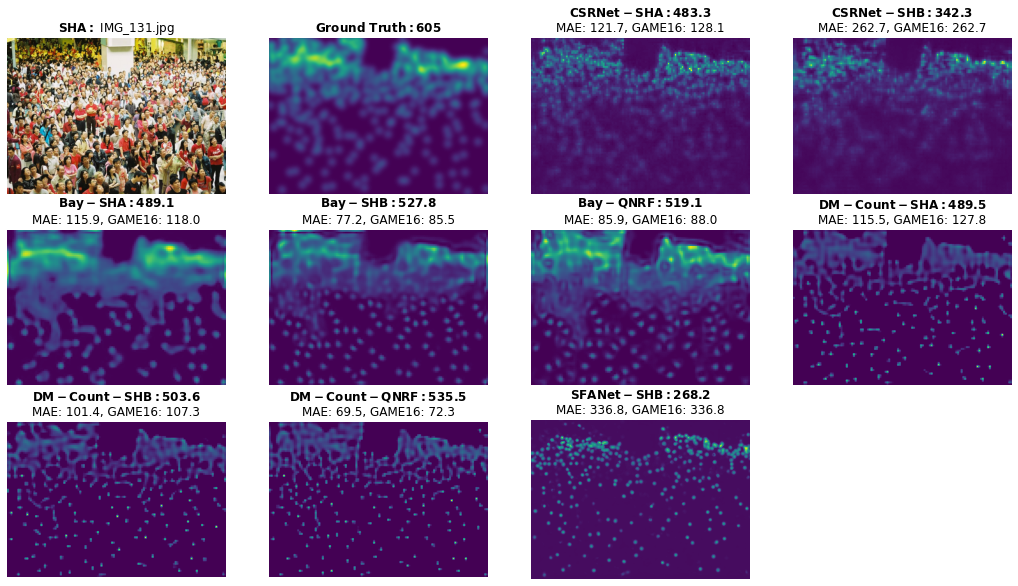 SHA: IMG_131.jpg
Ground Truth: 605
CSRNet − SHA: 483.3
MAE: 121.7, GAME16: 128.1
CSRNet − SHB: 342.3
MAE: 262.7, GAME16: 262.7
Bay − SHA: 489.1
MAE: 115.9, GAME16: 118.0
Bay − SHB: 527.8
MAE: 77.2, GAME16: 85.5
Bay − QNRF: 519.1
MAE: 85.9, GAME16: 88.0
DM − Count − SHA: 489.5
MAE: 115.5, GAME16: 127.8
DM − Count − SHB: 503.6
MAE: 101.4, GAME16: 107.3
DM − Count − QNRF: 535.5
MAE: 69.5, GAME16: 72.3
SFANet − SHB: 268.2
MAE: 336.8, GAME16: 336.8